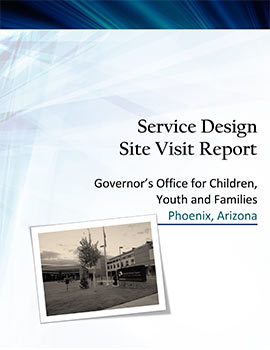 Service Design
Site Visit Report
Governor's Office for Children,
Youth and Families
Phoenix, Arizona